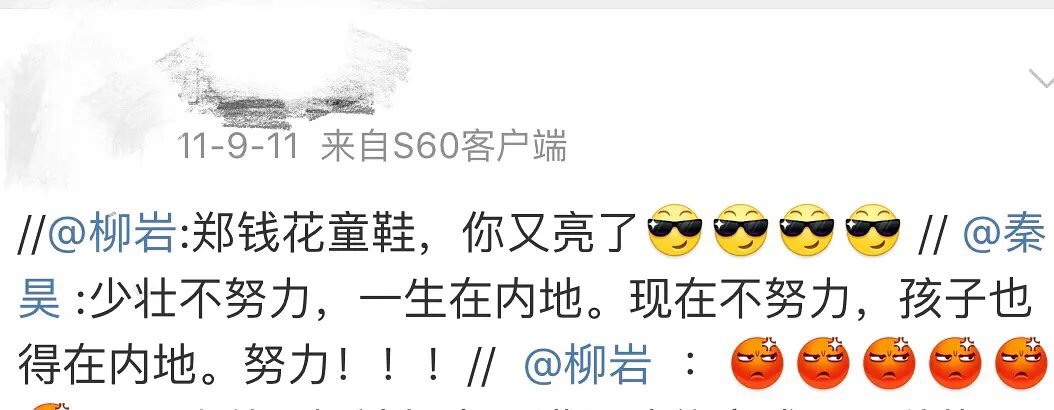 11-9-11 来自S60客户端
//@柳岩:郑钱花童鞋，你又亮了😎😎😎😎 // @秦
昊 :少壮不努力，一生在内地。现在不努力，孩子也
得在内地。努力！！！// @柳岩 ：😡😡😡😡😡